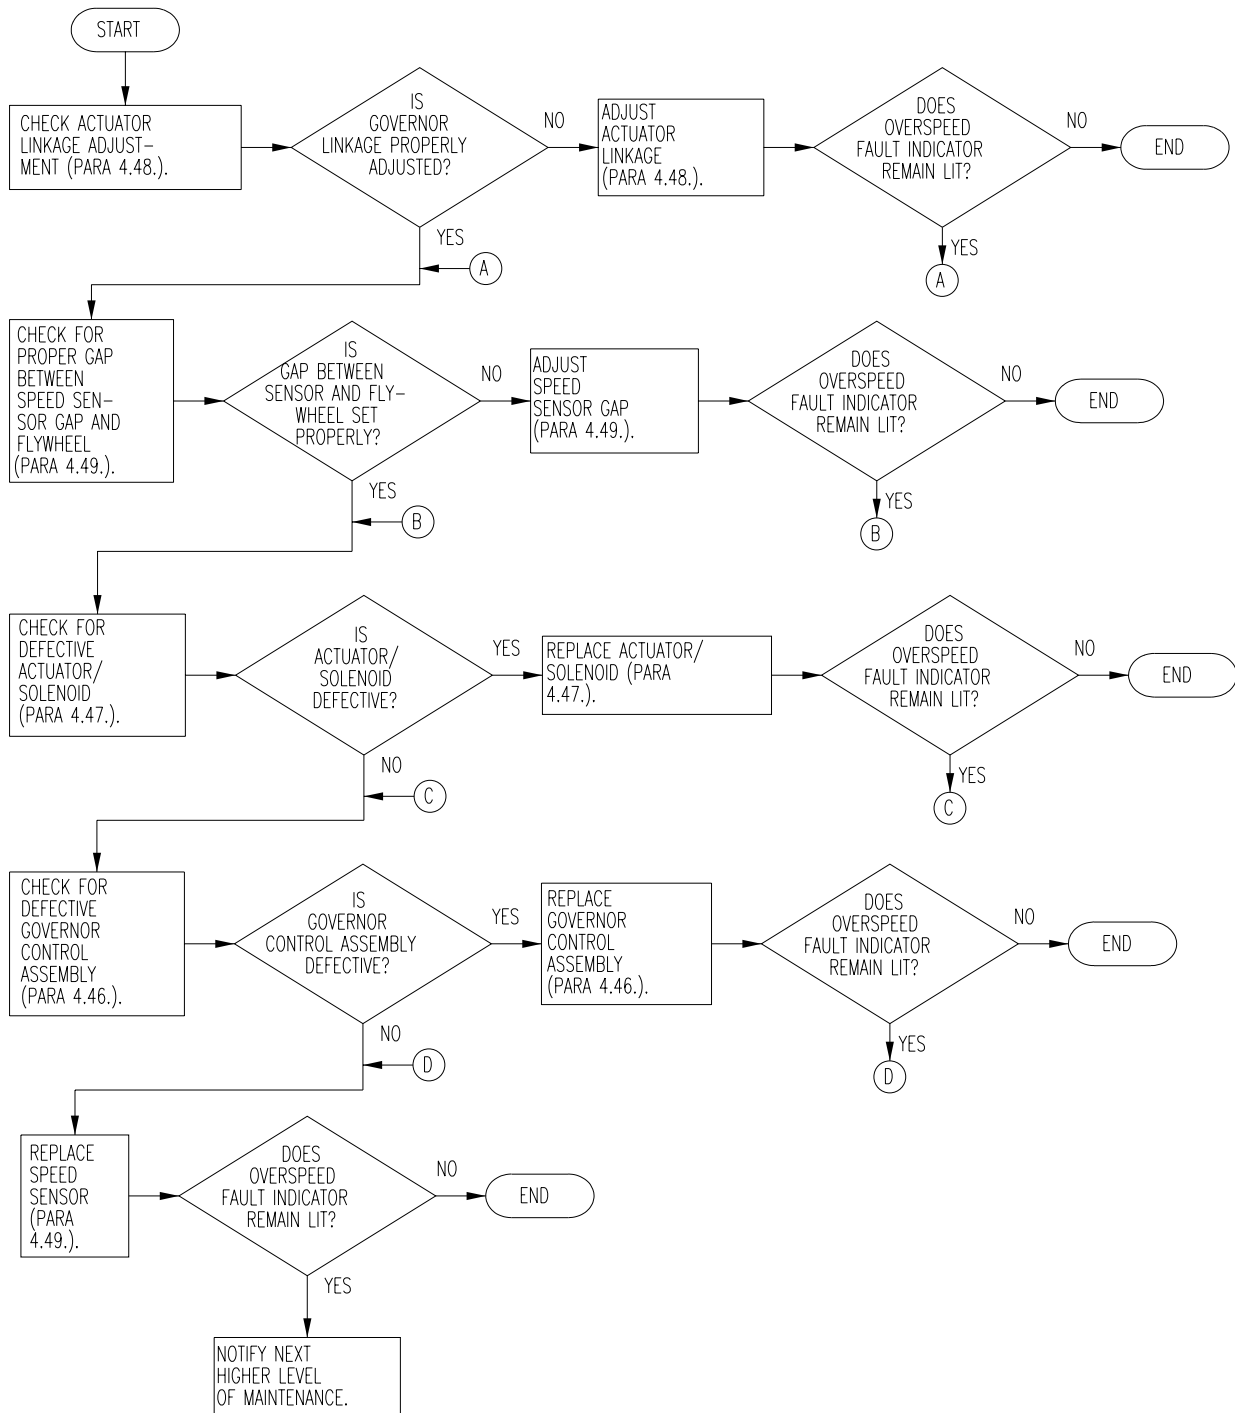 START
CHECK ACTUATOR
LINKAGE ADJUST-
MENT (PARA 4.48.).
IS
GOVERNOR
LINKAGE PROPERLY
ADJUSTED?
NO
ADJUST
ACTUATOR
LINKAGE
(PARA 4.48.).
DOES
OVERSPEED
FAULT INDICATOR
REMAIN LIT?
NO
END
YES
A
YES
A
CHECK FOR
PROPER GAP
BETWEEN
SPEED SEN-
SOR GAP AND
FLYWHEEL
(PARA 4.49.).
IS
GAP BETWEEN
SENSOR AND FLY-
WHEEL SET
PROPERLY?
NO
ADJUST
SPEED
SENSOR GAP
(PARA 4.49.).
DOES
OVERSPEED
FAULT INDICATOR
REMAIN LIT?
NO
END
YES
B
YES
B
CHECK FOR
DEFECTIVE
ACTUATOR/
SOLENOID
(PARA 4.47.).
IS
ACTUATOR/
SOLENOID
DEFECTIVE?
YES
REPLACE ACTUATOR/
SOLENOID (PARA
4.47.).
DOES
OVERSPEED
FAULT INDICATOR
REMAIN LIT?
NO
END
NO
C
YES
C
CHECK FOR
DEFECTIVE
GOVERNOR
CONTROL
ASSEMBLY
(PARA 4.46.).
IS
GOVERNOR
CONTROL ASSEMBLY
DEFECTIVE?
YES
REPLACE
GOVERNOR
CONTROL
ASSEMBLY
(PARA 4.46.).
DOES
OVERSPEED
FAULT INDICATOR
REMAIN LIT?
NO
END
NO
D
YES
D
REPLACE
SPEED
SENSOR
(PARA
4.49.).
DOES
OVERSPEED
FAULT INDICATOR
REMAIN LIT?
NO
END
YES
NOTIFY NEXT
HIGHER LEVEL
OF MAINTENANCE.